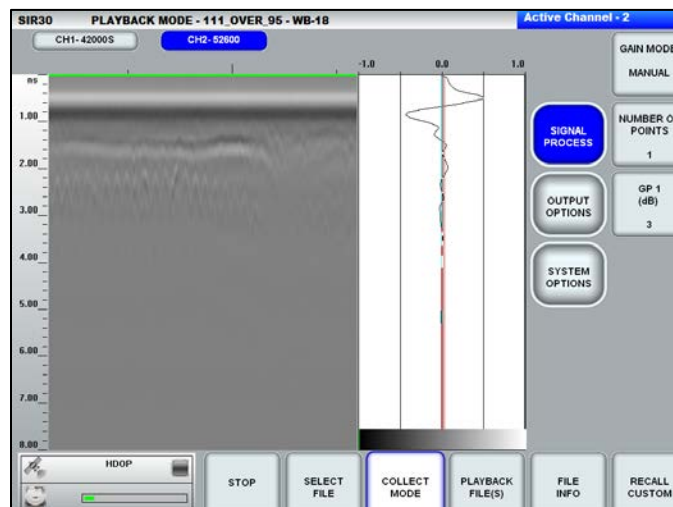 SIR30 PLAYBACK MODE - 111_OVER_95 - WB-18 Active Channel - 2
CH1- 42000S CH2- 52600
GAIN MODE
MANUAL
ns
-1.0 0.0 1.0
1.00
2.00
3.00
4.00
5.00
6.00
7.00
8.00
SIGNAL
PROCESS
OUTPUT
OPTIONS
SYSTEM
OPTIONS
NUMBER O
POINTS
1
GP 1
(dB)
3
HDOP
STOP
SELECT
FILE
COLLECT
MODE
PLAYBACK
FILE(S)
FILE
INFO
RECALL
CUSTOM